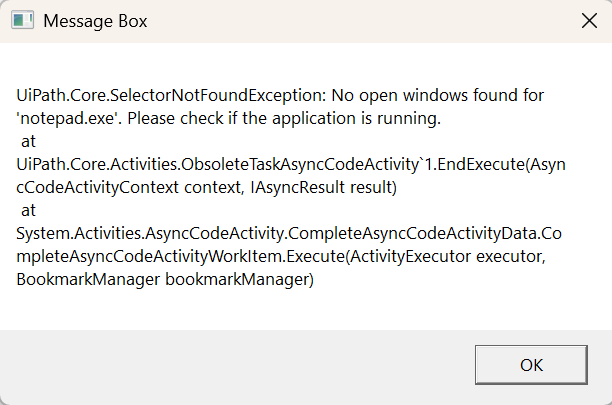 Message Box
UiPath.Core.SelectorNotFoundException: No open windows found for
'notepad.exe'. Please check if the application is running.
at
UiPath.Core.Activities.ObsoleteTaskAsyncCodeActivity`1.EndExecute(Asyn
cCodeActivityContext context, IAsyncResult result)
at
System.Activities.AsyncCodeActivity.CompleteAsyncCodeActivityData.Co
mpleteAsyncCodeActivityWorkItem.Execute(ActivityExecutor executor,
BookmarkManager bookmarkManager)
OK